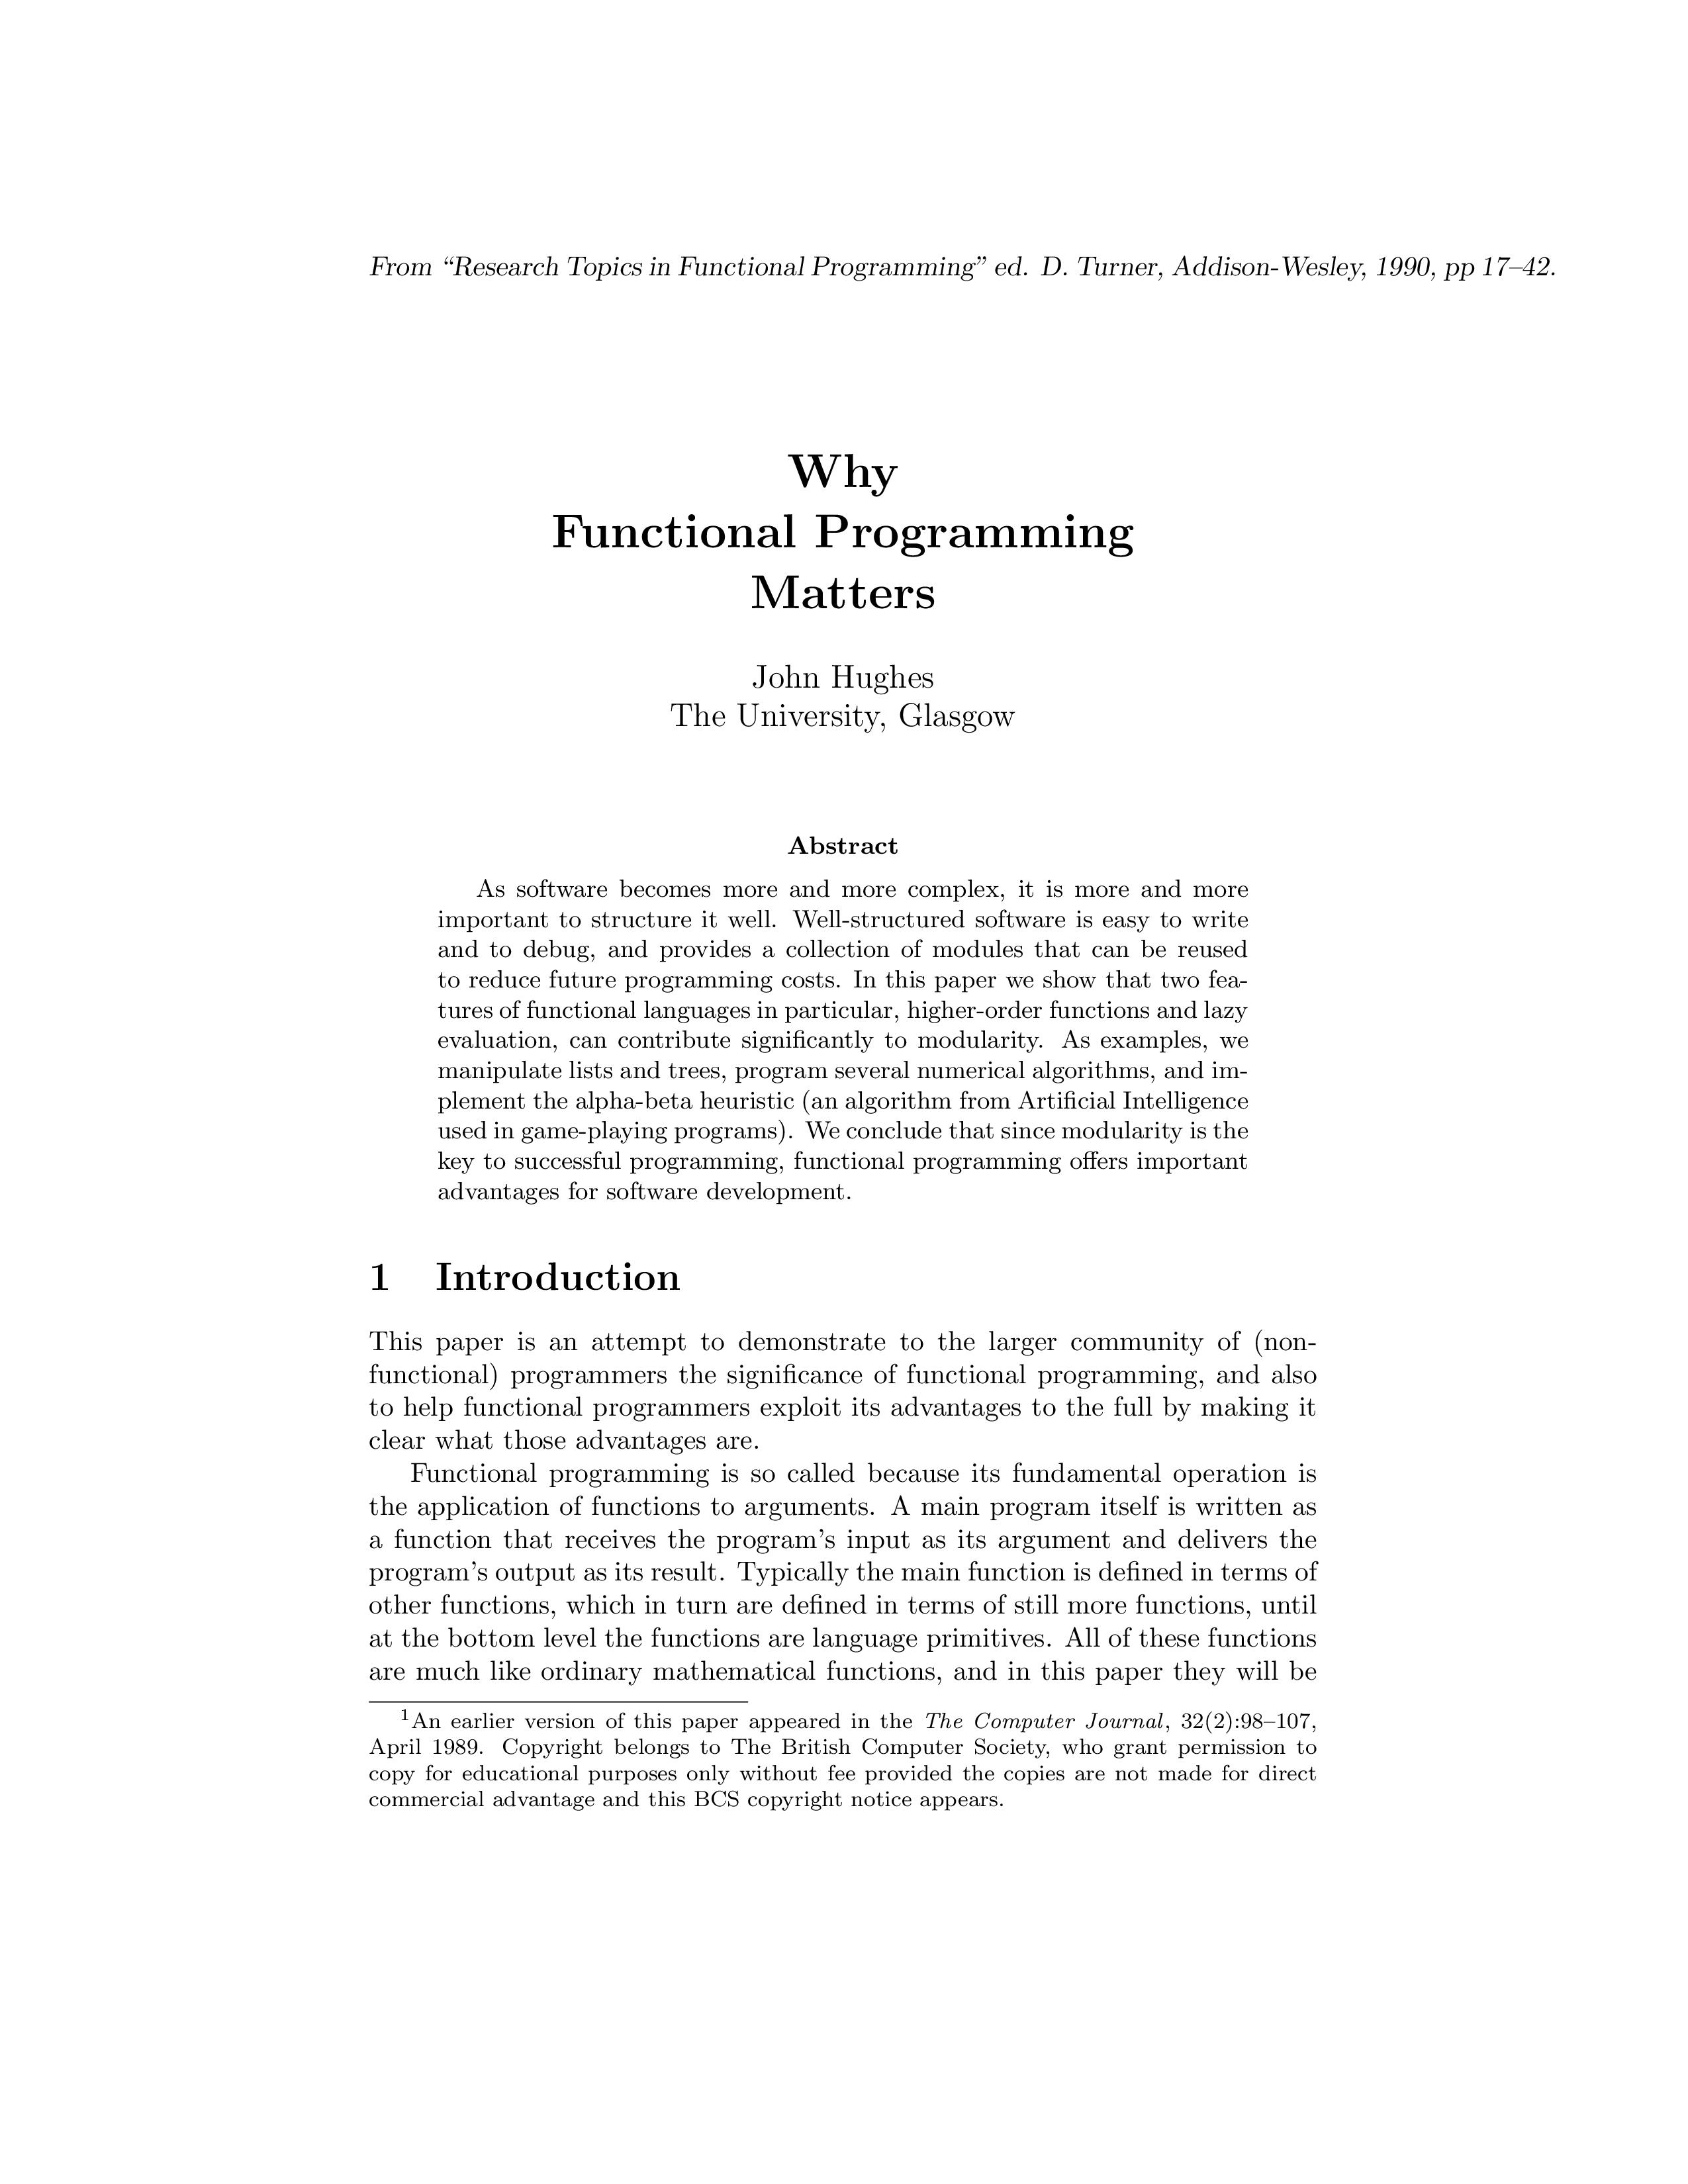 From “Research Topics in Functional Programming” ed. D. Turner, Addison-Wesley, 1990, pp 17–42.
Why
Functional Programming
Matters
John Hughes
The University, Glasgow
Abstract
As software becomes more and more complex, it is more and more
important to structure it well. Well-structured software is easy to write
and to debug, and provides a collection of modules that can be reused
to reduce future programming costs. In this paper we show that two fea-
tures of functional languages in particular, higher-order functions and lazy
evaluation, can contribute significantly to modularity. As examples, we
manipulate lists and trees, program several numerical algorithms, and im-
plement the alpha-beta heuristic (an algorithm from Artificial Intelligence
used in game-playing programs). We conclude that since modularity is the
key to successful programming, functional programming offers important
advantages for software development.
1 Introduction
This paper is an attempt to demonstrate to the larger community of (non-
functional) programmers the significance of functional programming, and also
to help functional programmers exploit its advantages to the full by making it
clear what those advantages are.
Functional programming is so called because its fundamental operation is
the application of functions to arguments. A main program itself is written as
a function that receives the program’s input as its argument and delivers the
program’s output as its result. Typically the main function is defined in terms of
other functions, which in turn are defined in terms of still more functions, until
at the bottom level the functions are language primitives. All of these functions
are much like ordinary mathematical functions, and in this paper they will be
1An earlier version of this paper appeared in the The Computer Journal, 32(2):98–107,
April 1989. Copyright belongs to The British Computer Society, who grant permission to
copy for educational purposes only without fee provided the copies are not made for direct
commercial advantage and this BCS copyright notice appears.